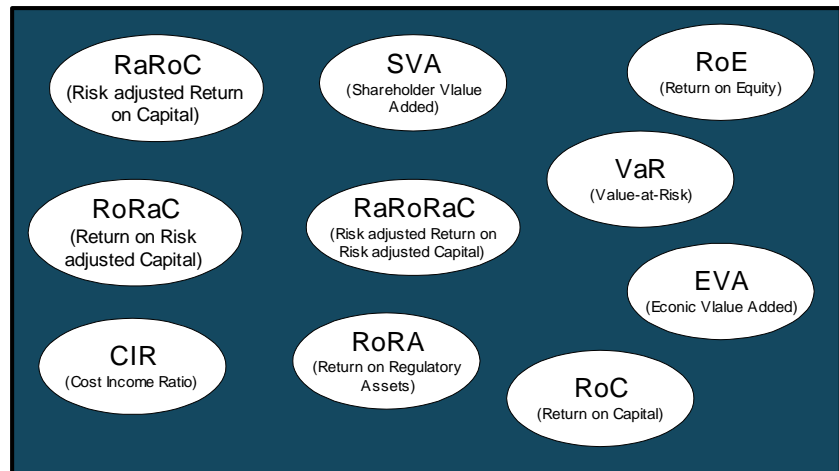 RaRoC
(Risk adjusted Return
on Capital)
SVA
(Shareholder Vlalue
Added)
RoE
(Return on Equity)
VaR
(Value-at-Risk)
RoRaC
(Return on Risk
adjusted Capital)
RaRoRaC
(Risk adjusted Return on
Risk adjusted Capital)
EVA
(Econic Vlalue Added)
CIR
(Cost Income Ratio)
RoRA
(Return on Regulatory
Assets)
RoC
(Return on Capital)